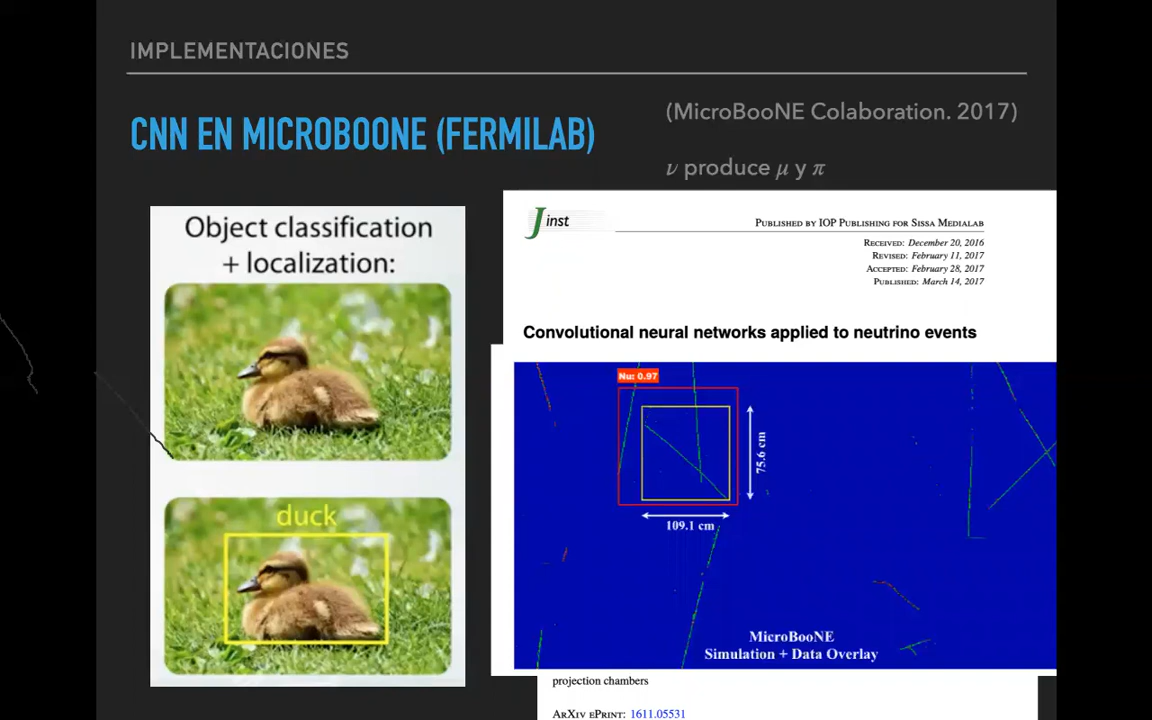 IMPLEMENTACIONES
CNN EN MICROBOONE (FERMILAB)
(MicroBooNE Colaboration. 2017)
ν produce μ y π
Object classification
+ localization:
duck
Jinst
PUBLISHED BY IOP PUBLISHING FOR SISSA MEDIALAB
RECEIVED: December 20, 2016
REVISED: February 11, 2017
ACCEPTED: February 28, 2017
PUBLISHED: March 14, 2017
Convolutional neural networks applied to neutrino events
Nu: 0.97
75.6 cm
109.1 cm
MicroBooNE
Simulation + Data Overlay
projection chambers
ARXIV EPRINT: 1611.05531